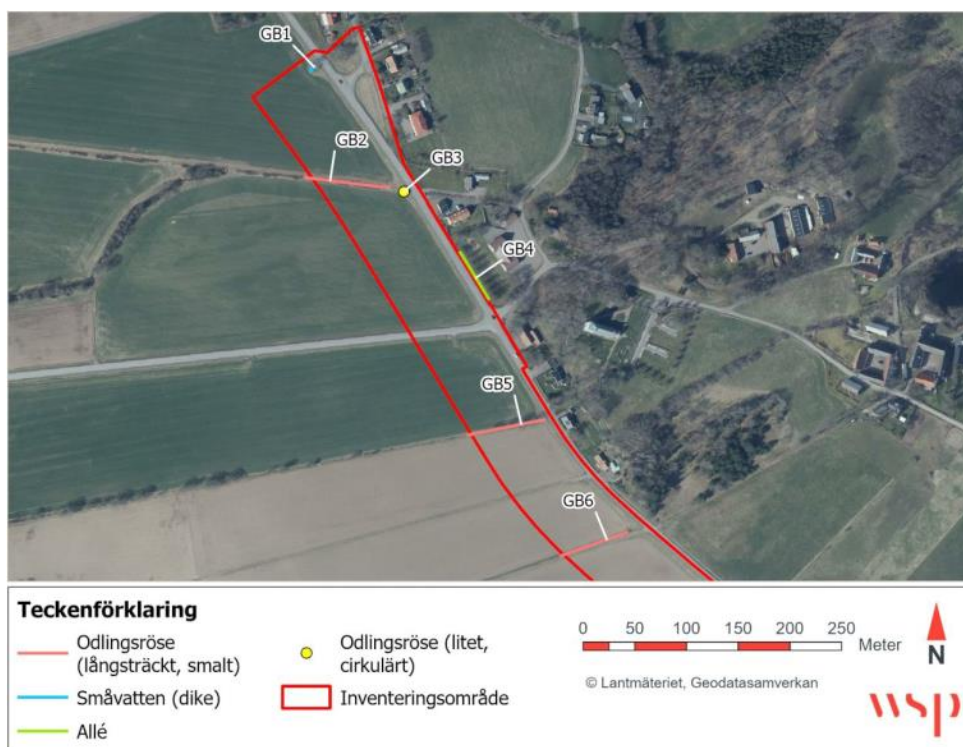 GB1
GB2
GB3
GB4
GB5
GB6
Teckenförklaring
Odlingsröse
(långsträckt, smalt)
Småvatten (dike)
Allé
Odlingsröse (litet,
cirkulärt)
Inventeringsområde
0 50 100 150 200 250
Meter
© Lantmäteriet, Geodatasamverkan
N
wsp